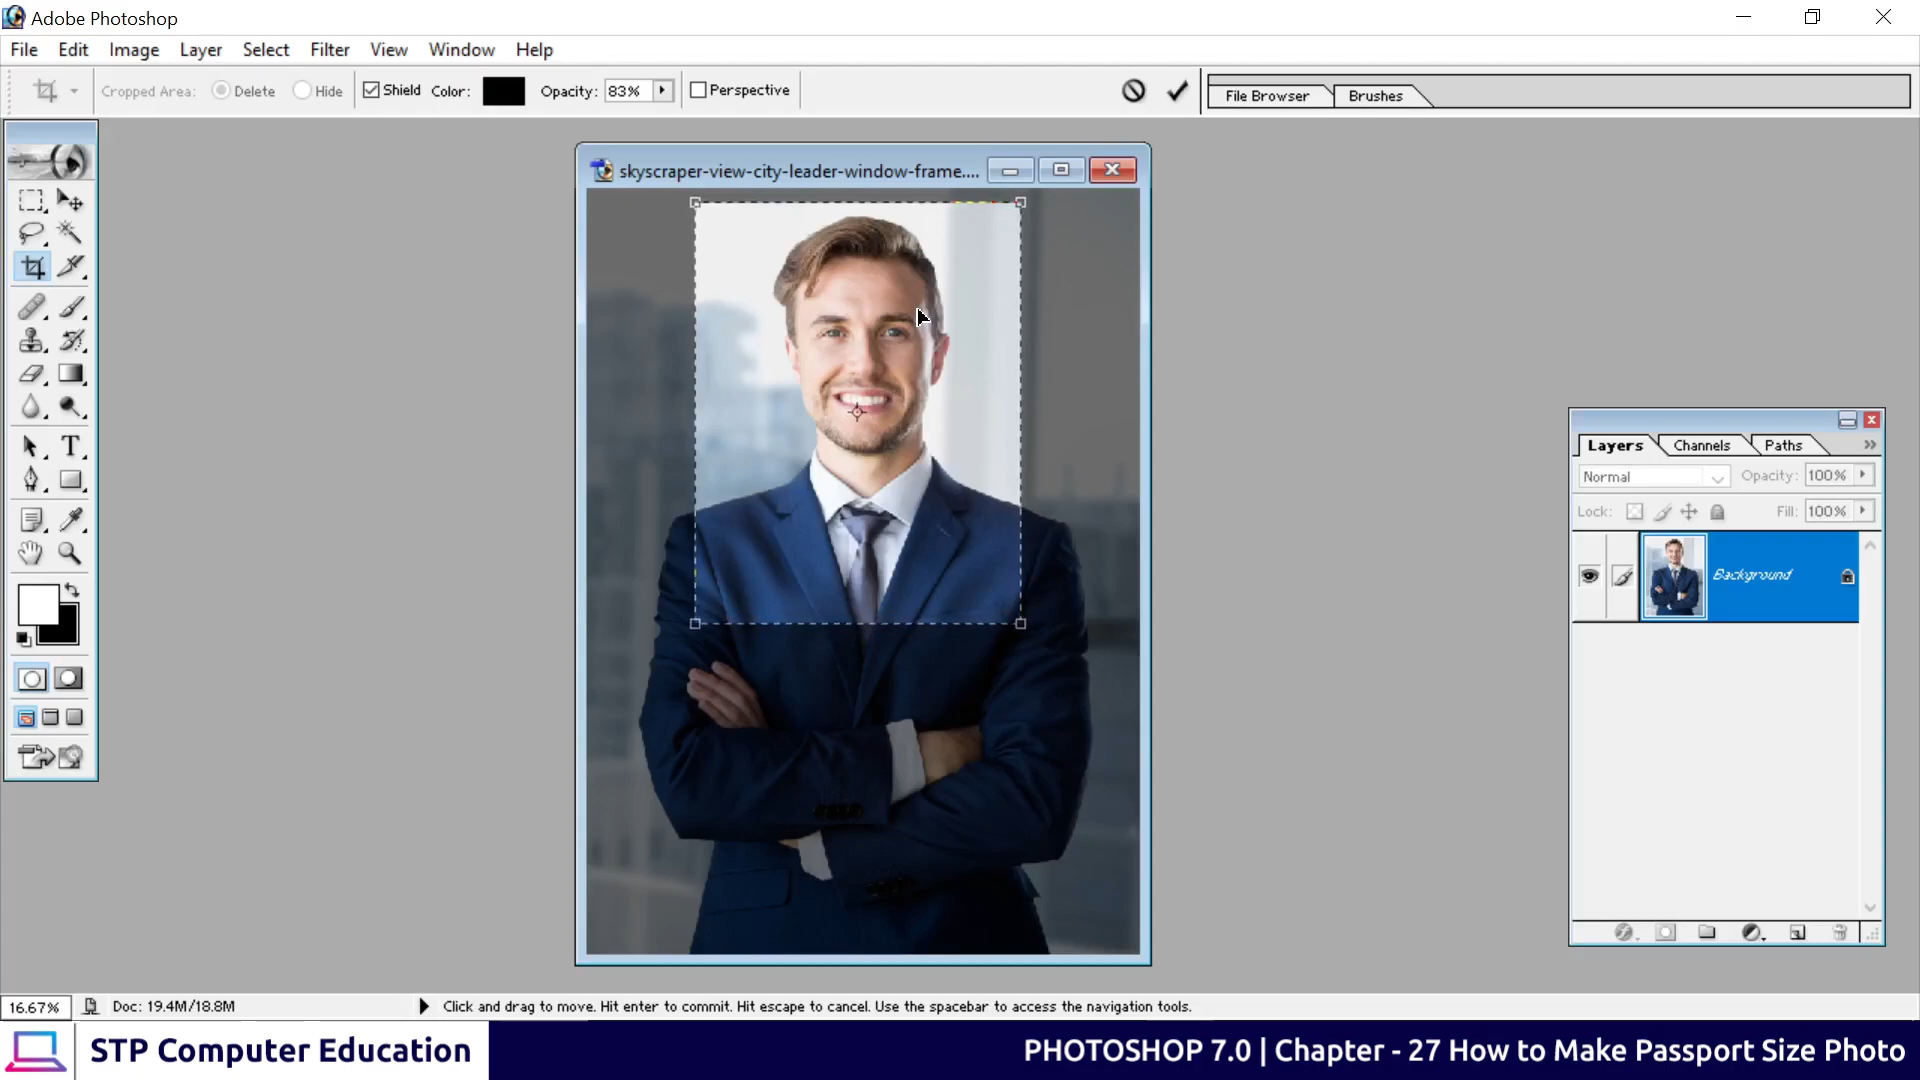 Adobe Photoshop
File Edit Image Layer Select Filter View Window Help
Cropped Area: Delete Hide Shield Color: Opacity: 83% Perspective
File Browser Brushes
skyscraper-view-city-leader-window-frame....
Layers Channels Paths
Normal Opacity: 100%
Lock: Fill: 100%
Background
T
16.67% Doc: 19.4M/18.8M Click and drag to move. Hit enter to commit. Hit escape to cancel. Use the spacebar to access the navigation tools.
STP Computer Education
PHOTOSHOP 7.0 | Chapter - 27 How to Make Passport Size Photo